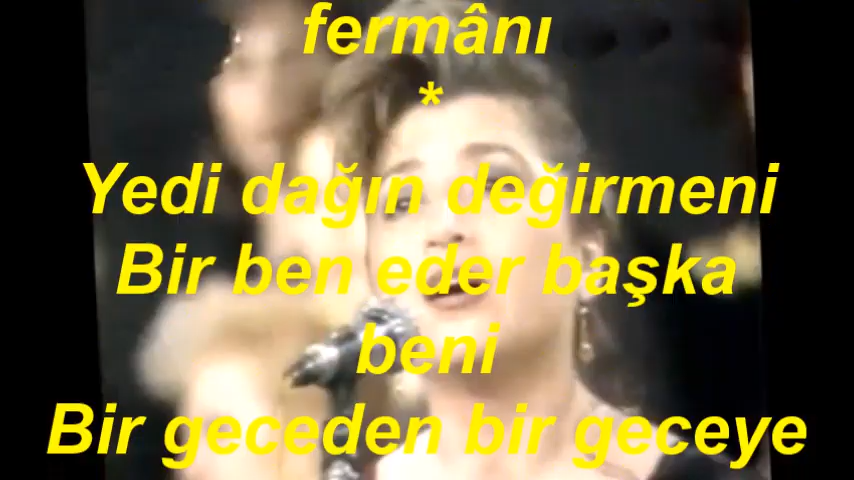 fermânı
*
Yedi dağın değirmeni
Bir ben eder başka
beni
Bir geceden bir geceye